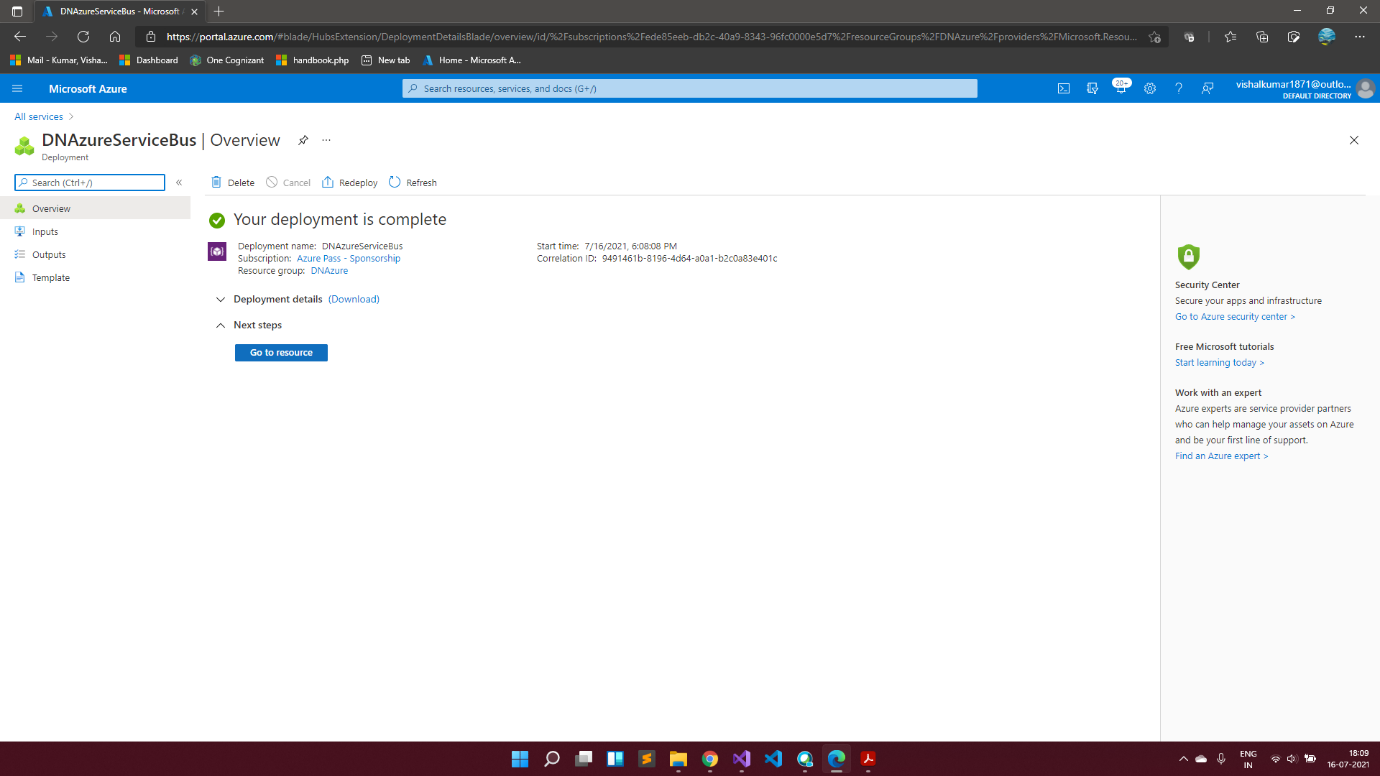 DNAzureServiceBus - Microsoft A
https://portal.azure.com/#blade/HubsExtension/DeploymentDetailsBlade/overview/id/%2Fsubscriptions%2Fede85eeb-db2c-40a9-8343-96fc0000e5d7%2FresourceGroups%2FDNAzure%2Fproviders%2FMicrosoft.Resou...
Mail - Kumar, Visha...
Dashboard
One Cognizant
handbook.php
New tab
Home - Microsoft A...
Microsoft Azure
Search resources, services, and docs (G+/)
20+
vishalkumar1871@outlo...
DEFAULT DIRECTORY
All services >
DNAzureServiceBus | Overview ...
Deployment
Search (Ctrl+/)
«
Delete
Cancel
Redeploy
Refresh
Overview
Inputs
Outputs
Template
Your deployment is complete
Deployment name: DNAzureServiceBus
Subscription: Azure Pass - Sponsorship
Resource group: DNAzure
Start time: 7/16/2021, 6:08:08 PM
Correlation ID: 9491461b-8196-4d64-a0a1-b2c0a83e401c
Deployment details (Download)
Next steps
Go to resource
Security Center
Secure your apps and infrastructure
Go to Azure security center >
Free Microsoft tutorials
Start learning today >
Work with an expert
Azure experts are service provider partners
who can help manage your assets on Azure
and be your first line of support.
Find an Azure expert >
ENG
IN
18:09
16-07-2021